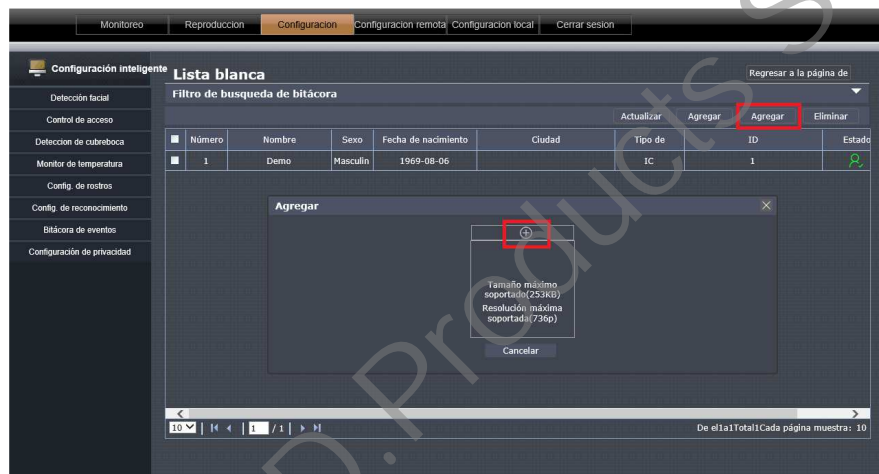 Monitoreo Reproduccion Configuracion Configuracion remota Configuracion local Cerrar sesion
Configuración inteligente
Lista blanca
Regresar a la página de
Detección facial
Filtro de busqueda de bitácora
Control de acceso
Actualizar Agregar Agregar Eliminar
Deteccion de cubreboca
Número Nombre Sexo Fecha de nacimiento Ciudad Tipo de ID Estado
Monitor de temperatura
1 Demo Masculin 1969-08-06 IC 1
Config. de rostros
Config. de reconocimiento
Bitácora de eventos
Configuración de privacidad
Agregar
Tamaño máximo
soportado(253KB)
Resolución máxima
soportada(736p)
Cancelar
10 1 / 1 De el1a1Total1Cada página muestra: 10
D.Products S